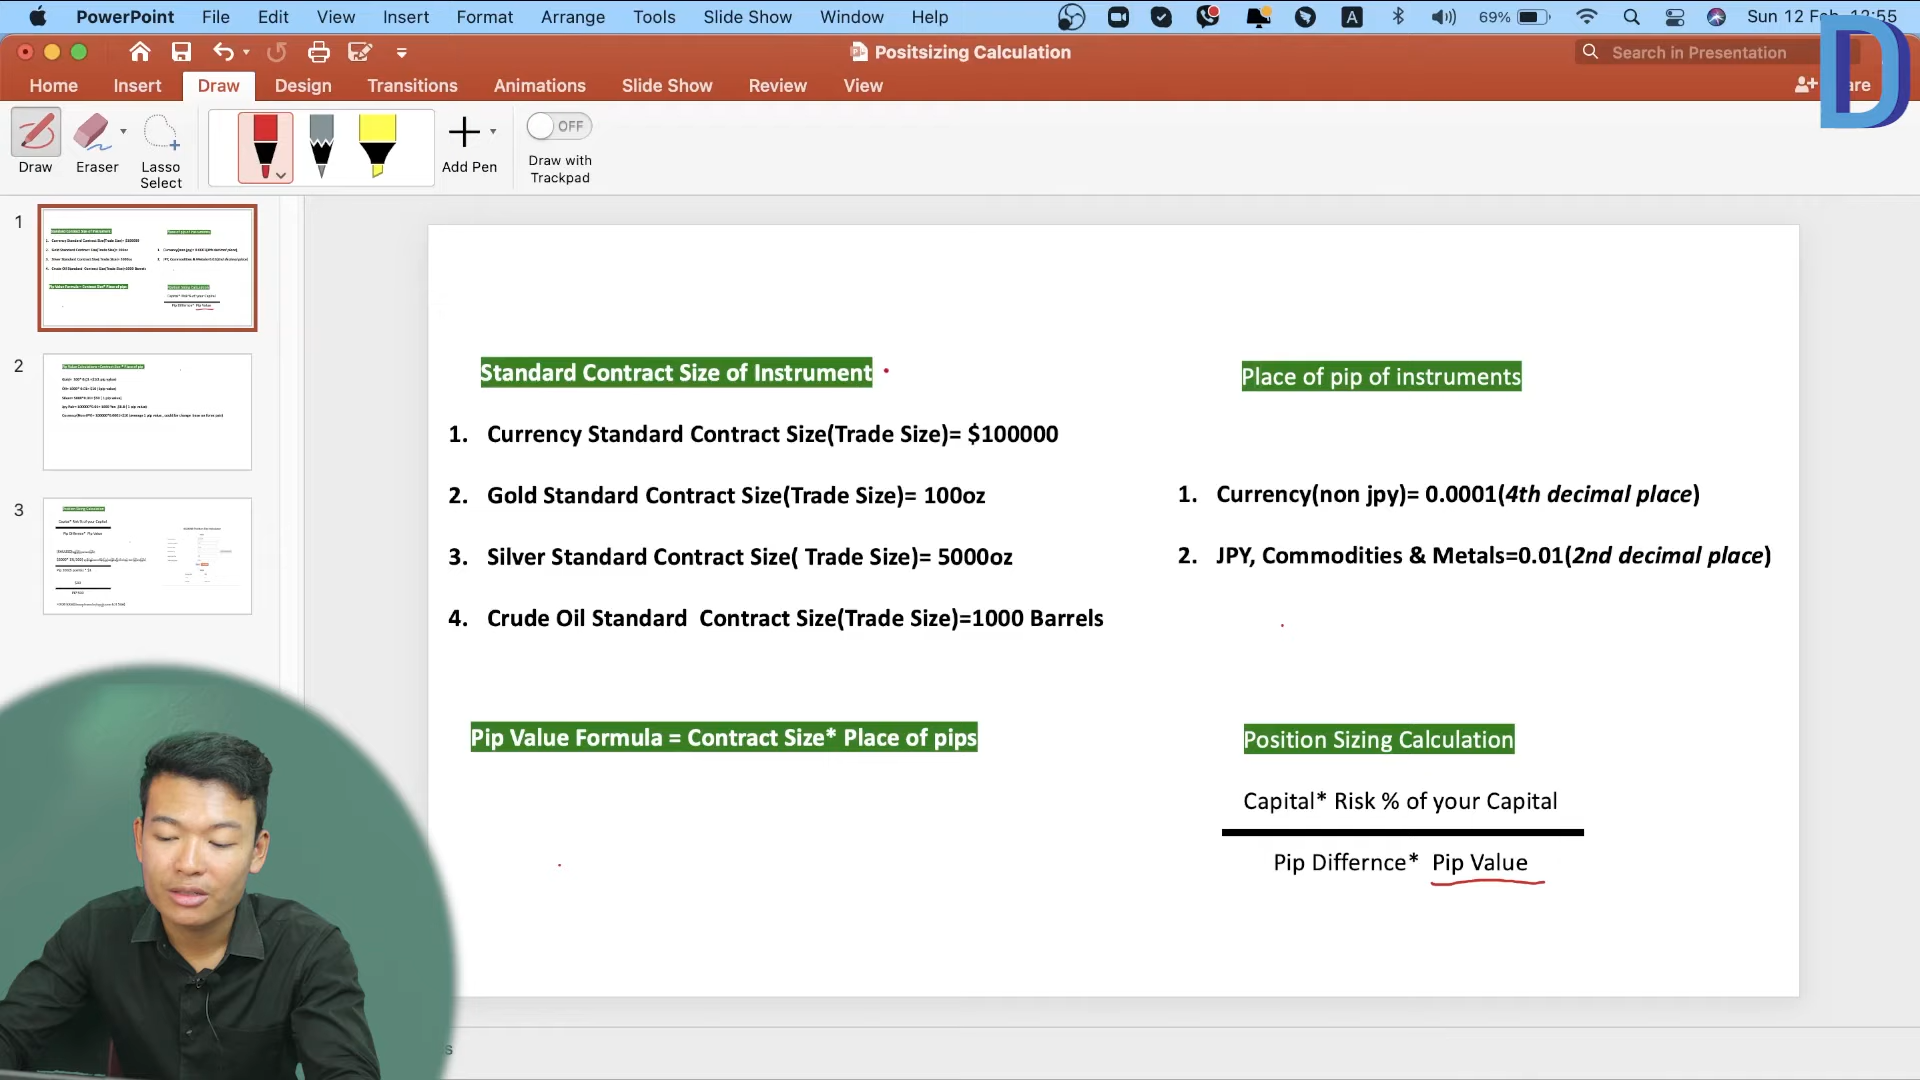 PowerPoint File Edit View Insert Format Arrange Tools Slide Show Window Help A 69% Sun 12 Feb 12:55
Positsizing Calculation
Search in Presentation
D
Home Insert Draw Design Transitions Animations Slide Show Review View
Draw
Eraser
Lasso
Select
Add Pen
OFF
Draw with
Trackpad
1
2
3
Standard Contract Size of Instrument
1. Currency Standard Contract Size(Trade Size)= $100000
2. Gold Standard Contract Size(Trade Size)= 100oz
3. Silver Standard Contract Size( Trade Size)= 5000oz
4. Crude Oil Standard  Contract Size(Trade Size)=1000 Barrels
Place of pip of instruments
1. Currency(non jpy)= 0.0001(4th decimal place)
2. JPY, Commodities & Metals=0.01(2nd decimal place)
Pip Value Formula = Contract Size* Place of pips
Position Sizing Calculation
Capital* Risk % of your Capital
Pip Differnce*  Pip Value